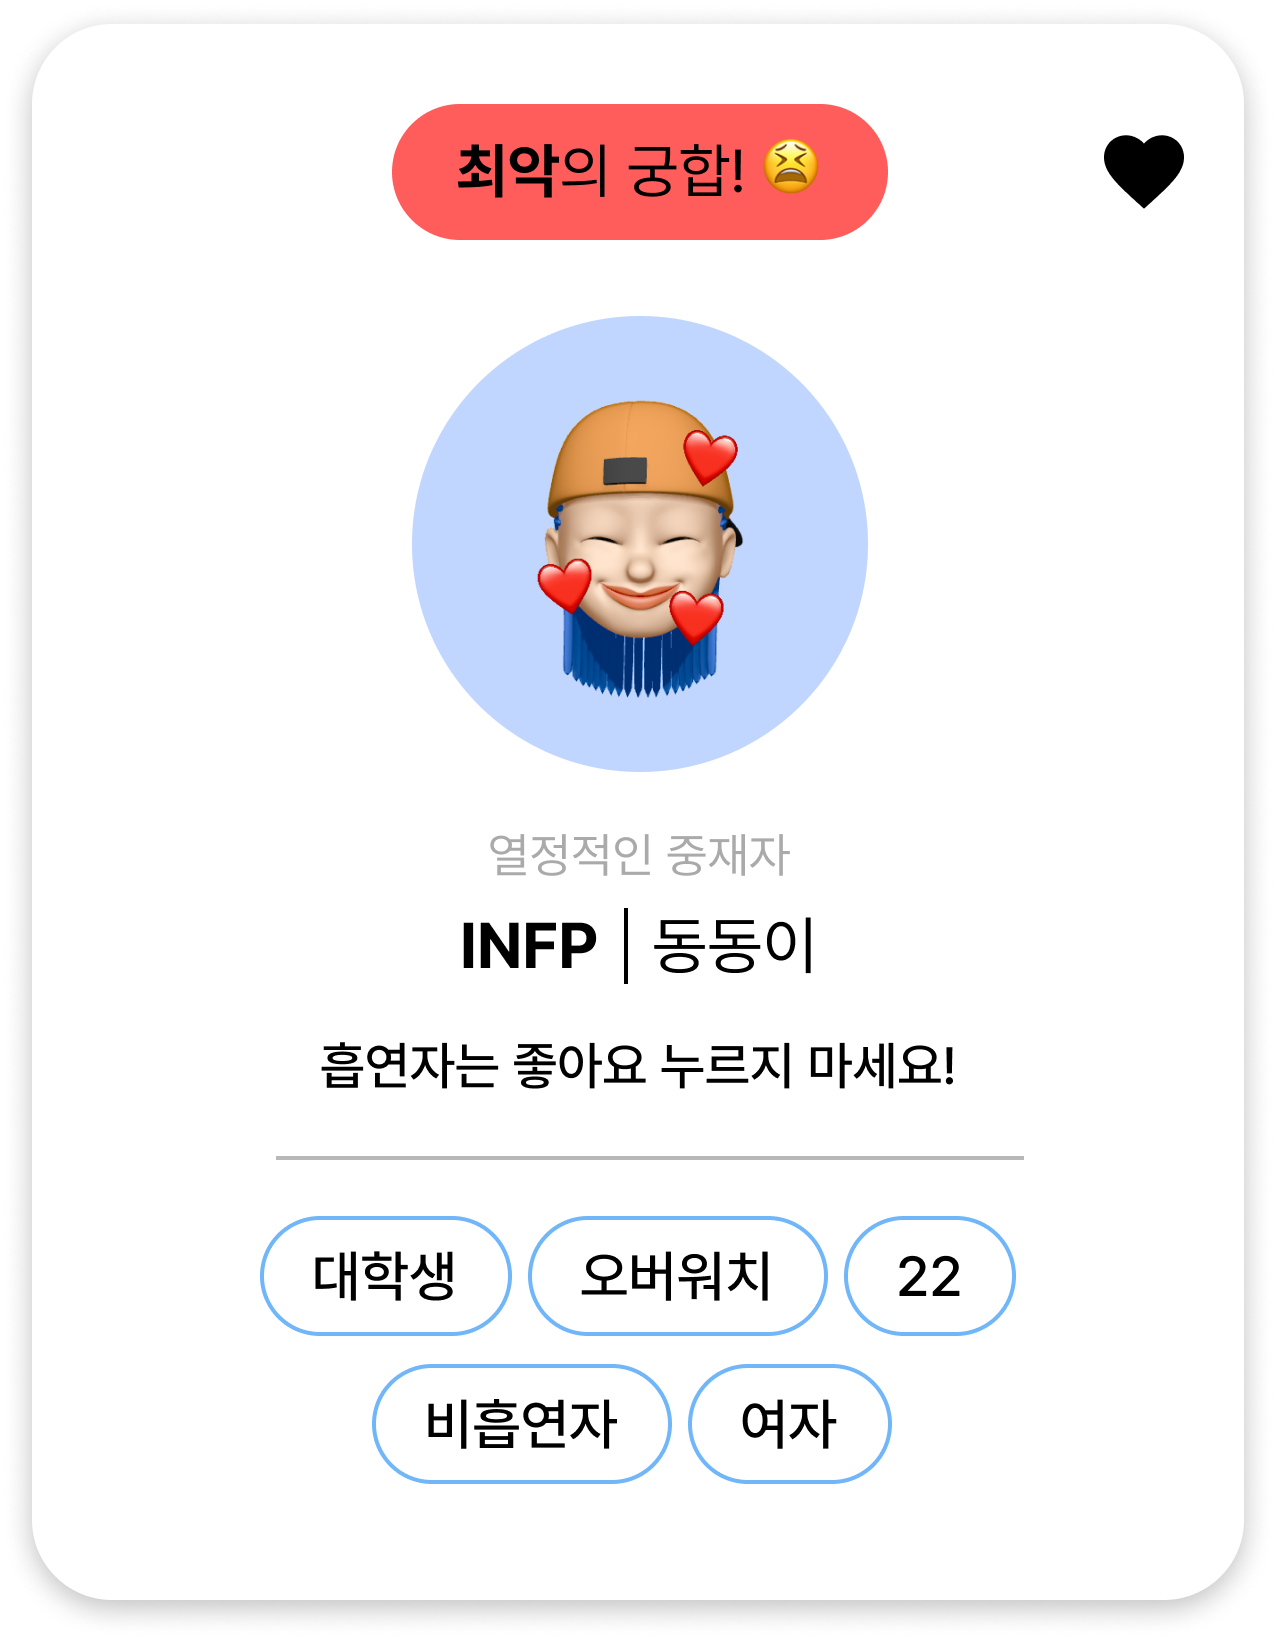 최악의 궁합! 😫
열정적인 중재자
INFP | 동동이
흡연자는 좋아요 누르지 마세요!
대학생 오버워치 22
비흡연자 여자